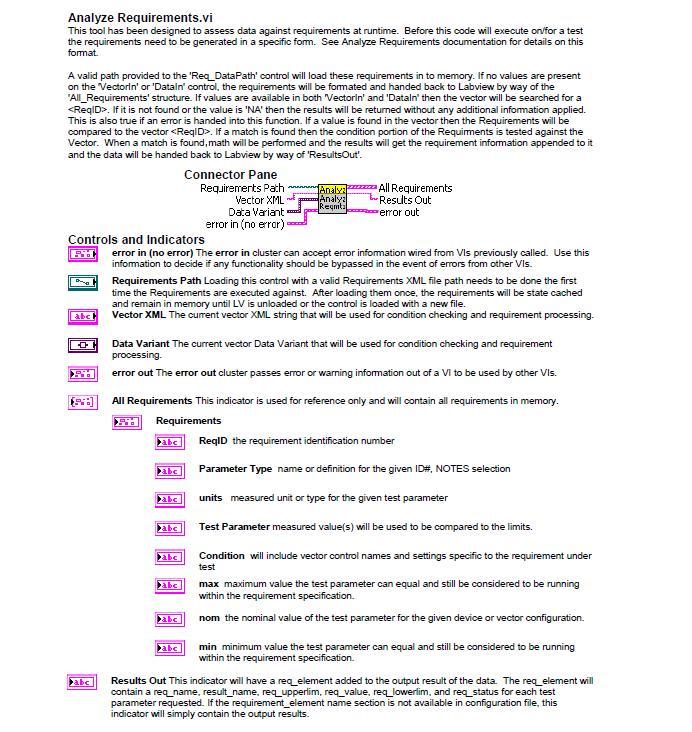 Analyze Requirements.vi
This tool has been designed to assess data against requirements at runtime.  Before this code will execute on/for a test
the requirements need to be generated in a specific form.  See Analyze Requirements documentation for details on this
format.
A valid path provided to the 'Req_DataPath' control will load these requirements in to memory. If no values are present
on the 'VectorIn' or 'DataIn' control, the requirements will be formated and handed back to Labview by way of the
'All_Requirements' structure. If values are available in both 'VectorIn' and 'DataIn' then the vector will be searched for a
<ReqID>. If it is not found or the value is 'NA' then the results will be returned without any additional information applied.
This is also true if an error is handed into this function. If a value is found in the vector then the Requirements will be
compared to the vector <ReqID>. If a match is found then the condition portion of the Requirments is tested against the
Vector.  When a match is found,math will be performed and the results will get the requirement information appended to it
and the data will be handed back to Labview by way of 'ResultsOut'.
Connector Pane
Requirements Path
Vector XML
Data Variant
error in (no error)
Analyz
Analyz
Reqmts
All Requirements
Results Out
error out
Controls and Indicators
error in (no error) The error in cluster can accept error information wired from VIs previously called.  Use this
information to decide if any functionality should be bypassed in the event of errors from other VIs.
Requirements Path Loading this control with a valid Requirements XML file path needs to be done the first
time the Requirements are executed against.  After loading them once, the requirements will be state cached
and remain in memory until LV is unloaded or the control is loaded with a new file.
abc Vector XML The current vector XML string that will be used for condition checking and requirement processing.
Data Variant The current vector Data Variant that will be used for condition checking and requirement
processing.
error out The error out cluster passes error or warning information out of a VI to be used by other VIs.
All Requirements This indicator is used for reference only and will contain all requirements in memory.
Requirements
abc ReqID  the requirement identification number
abc Parameter Type  name or definition for the given ID#, NOTES selection
abc units  measured unit or type for the given test parameter
abc Test Parameter measured value(s) will be used to be compared to the limits.
abc Condition  will include vector control names and settings specific to the requirement under
test
abc max  maximum value the test parameter can equal and still be considered to be running
within the requirement specification.
abc nom  the nominal value of the test parameter for the given device or vector configuration.
abc min  minimum value the test parameter can equal and still be considered to be running
within the requirement specification.
abc Results Out This indicator will have a req_element added to the output result of the data.  The req_element will
contain a req_name, result_name, req_upperlim, req_value, req_lowerlim, and req_status for each test
parameter requested. If the requirement_element name section is not available in configuration file, this
indicator will simply contain the output results.